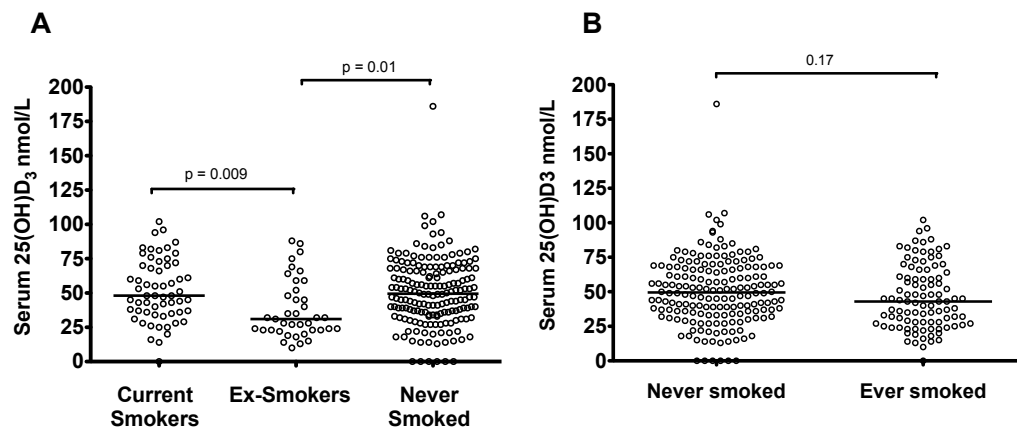 A
B
p = 0.01
0.17
p = 0.009
Serum 25(OH)D₃ nmol/L
200
175
150
125
100
75
50
25
0
Current
Smokers
Ex-Smokers
Never
Smoked
Serum 25(OH)D3 nmol/L
200
175
150
125
100
75
50
25
0
Never smoked
Ever smoked